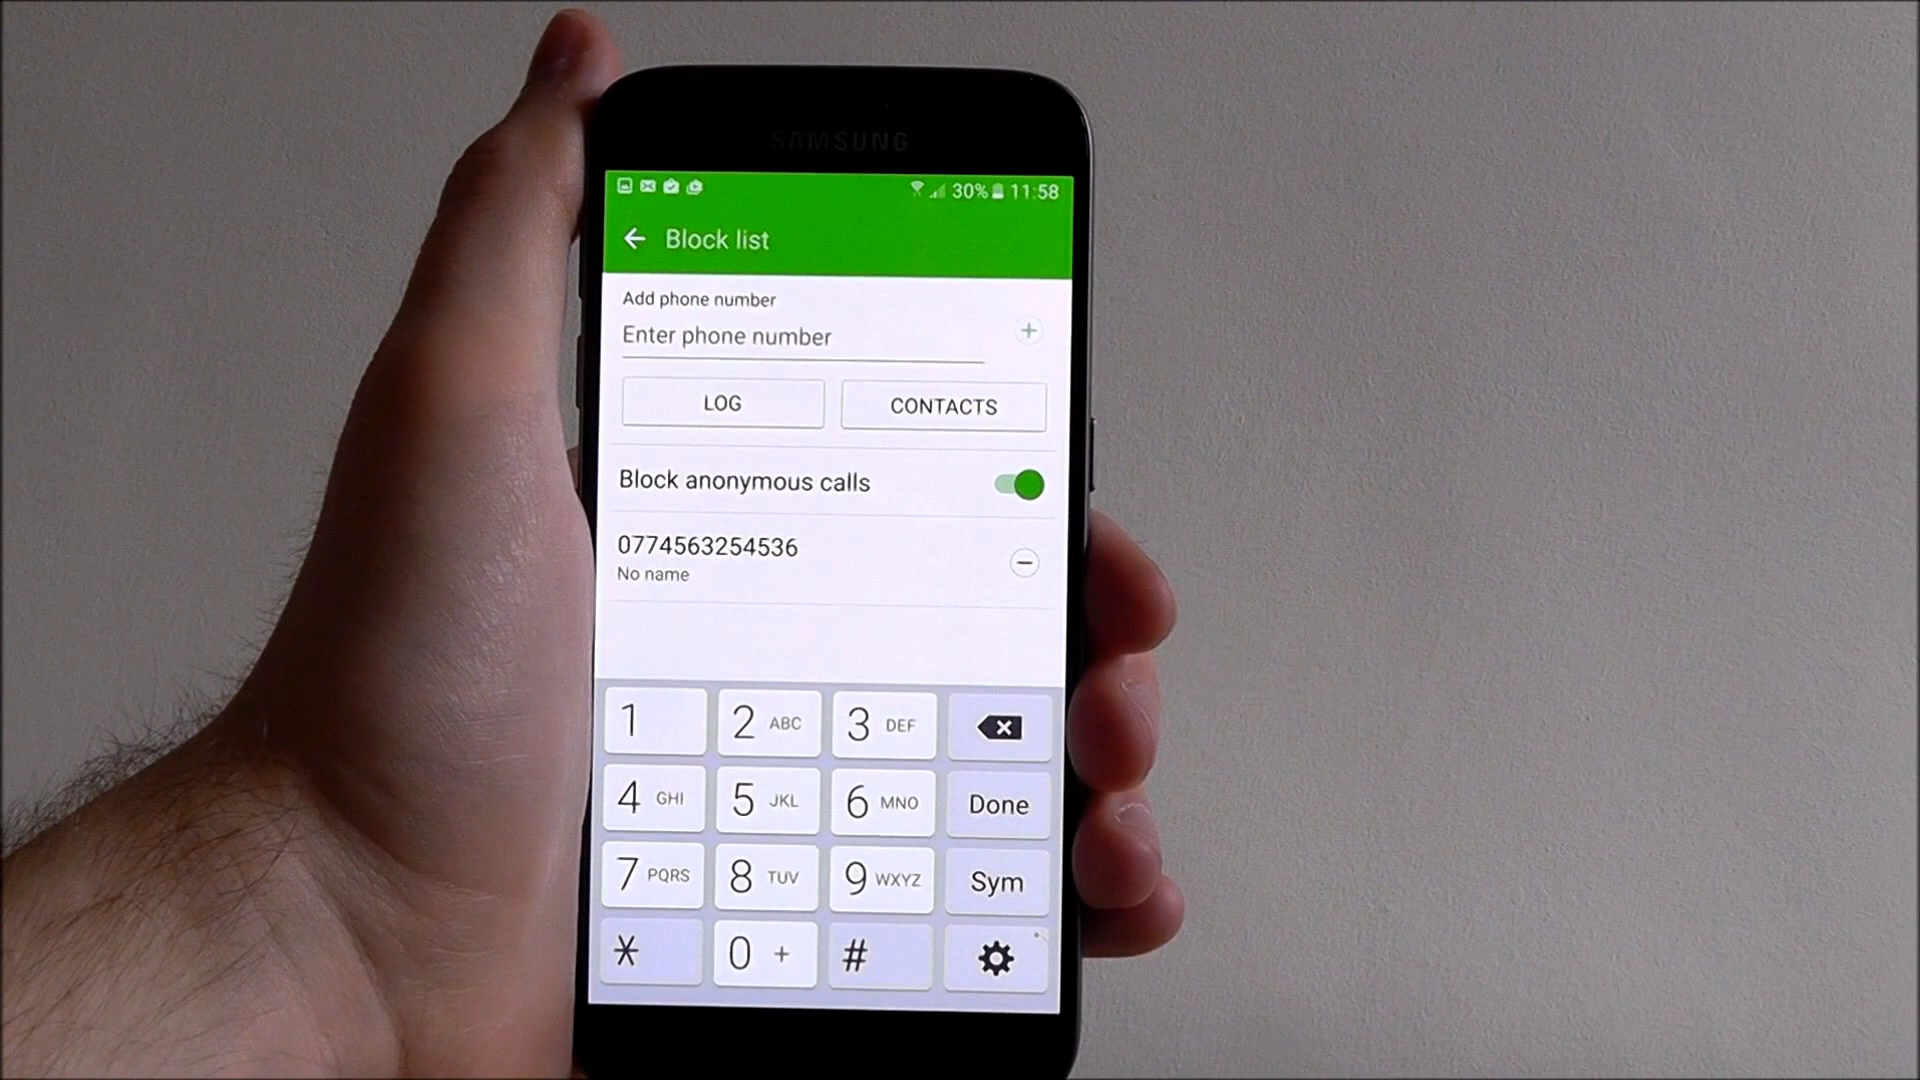 SAMSUNG
30% 11:58
Block list
Add phone number
Enter phone number
LOG CONTACTS
Block anonymous calls
0774563254536
No name
1 2 ABC 3 DEF
4 GHI 5 JKL 6 MNO Done
7 PQRS 8 TUV 9 WXYZ Sym
* 0 + #